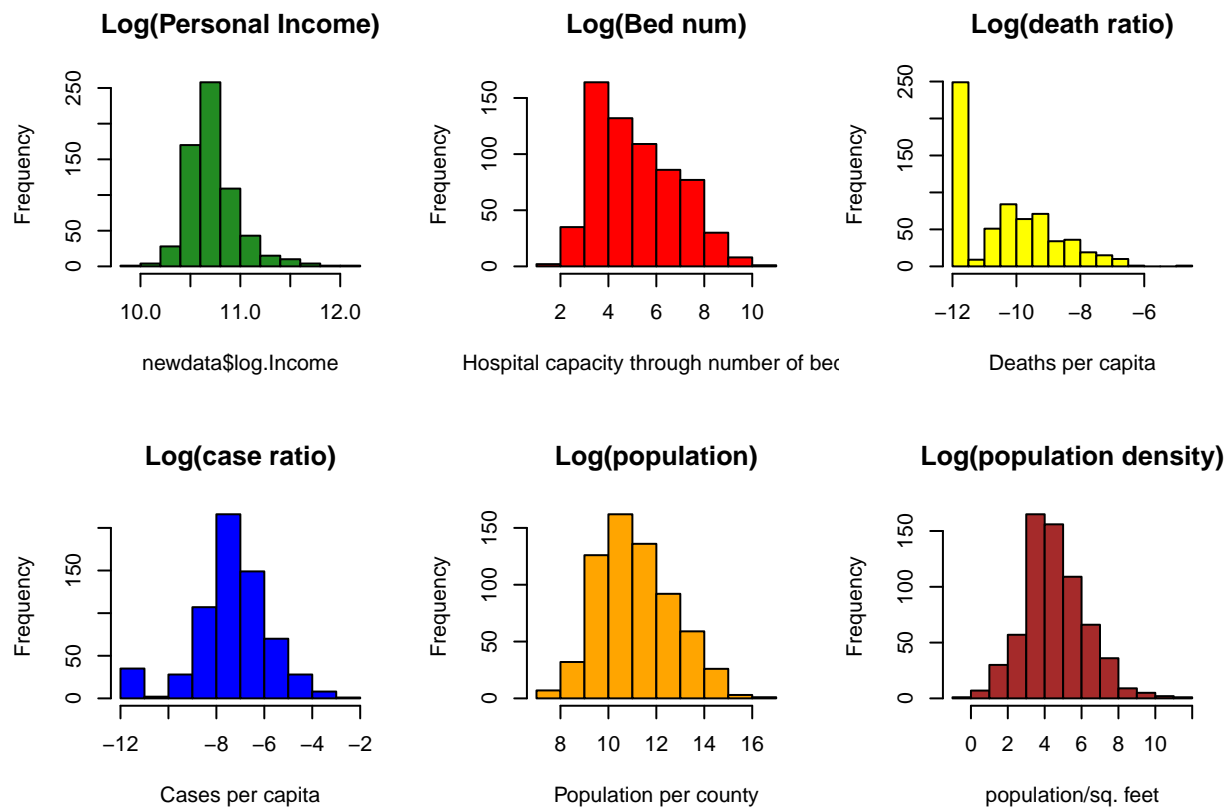 Log(Personal Income)
Frequency
0
50
150
250
10.0
11.0
12.0
newdata$log.Income
Log(Bed num)
Frequency
0
50
100
150
2
4
6
8
10
Hospital capacity through number of bec
Log(death ratio)
Frequency
0
50
150
250
−12
−10
−8
−6
Deaths per capita
Log(case ratio)
Frequency
0
50
150
−12
−8
−6
−4
−2
Cases per capita
Log(population)
Frequency
0
50
100
150
8
10
12
14
16
Population per county
Log(population density)
Frequency
0
50
100
150
0
2
4
6
8
10
population/sq. feet